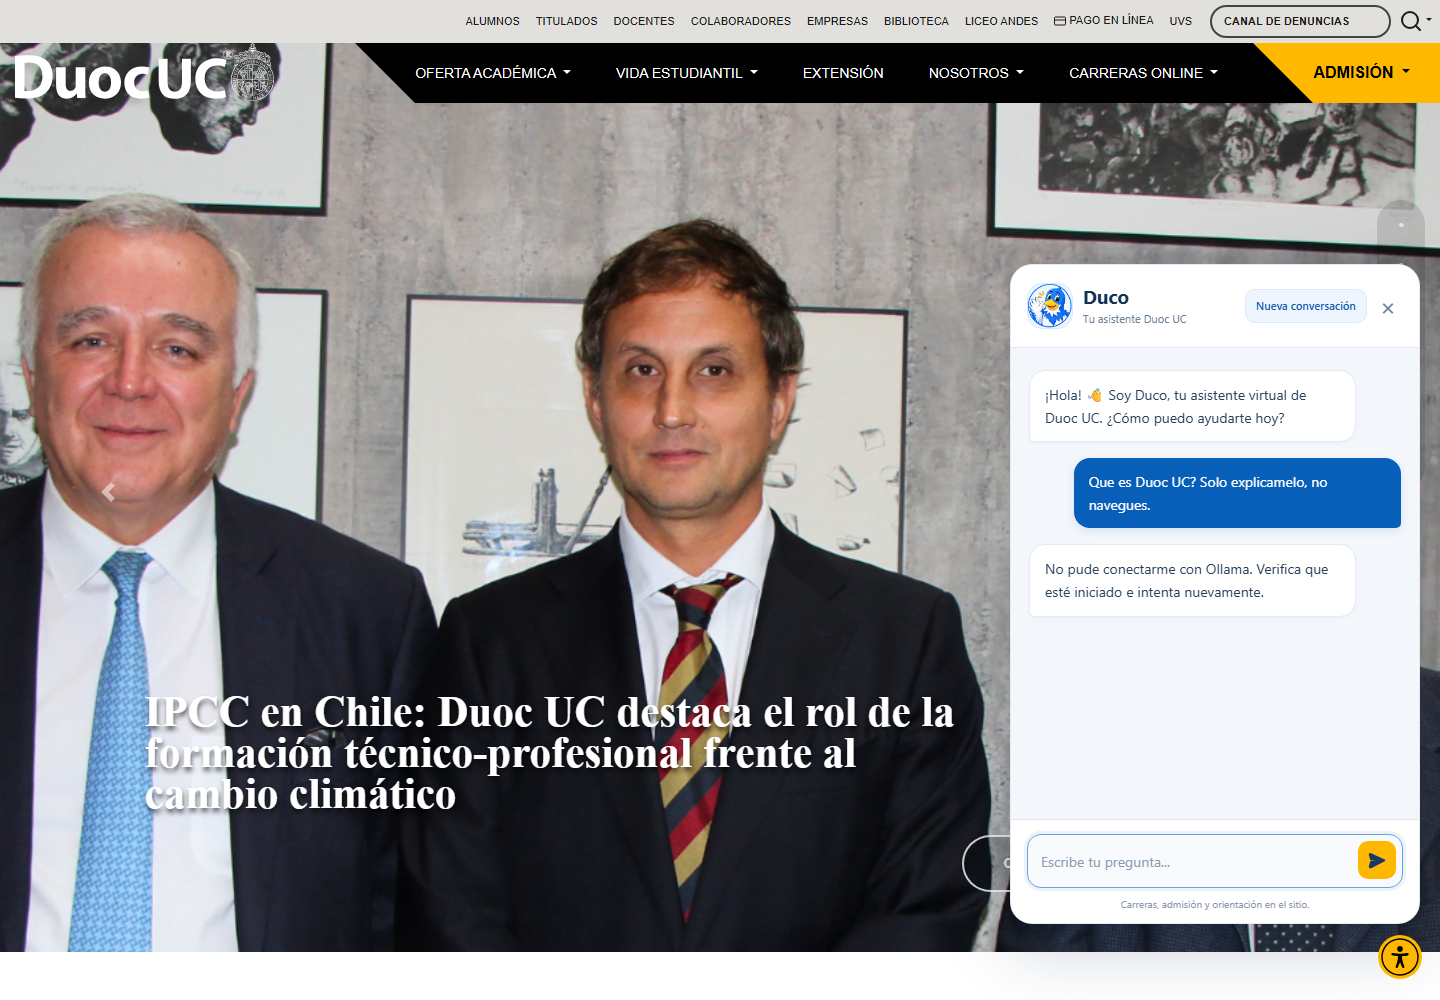 ALUMNOS TITULADOS DOCENTES COLABORADORES EMPRESAS BIBLIOTECA LICEO ANDES PAGO EN LÍNEA UVS CANAL DE DENUNCIAS
Duoc UC
®
OFERTA ACADÉMICA VIDA ESTUDIANTIL EXTENSIÓN NOSOTROS CARRERAS ONLINE ADMISIÓN
IPCC en Chile: Duoc UC destaca el rol de la
formación técnico-profesional frente al
cambio climático
Duco
Tu asistente Duoc UC
Nueva conversación
¡Hola! 👋 Soy Duco, tu asistente virtual de
Duoc UC. ¿Cómo puedo ayudarte hoy?
Que es Duoc UC? Solo explicamelo, no
navegues.
No pude conectarme con Ollama. Verifica que
esté iniciado e intenta nuevamente.
Escribe tu pregunta...
Carreras, admisión y orientación en el sitio.